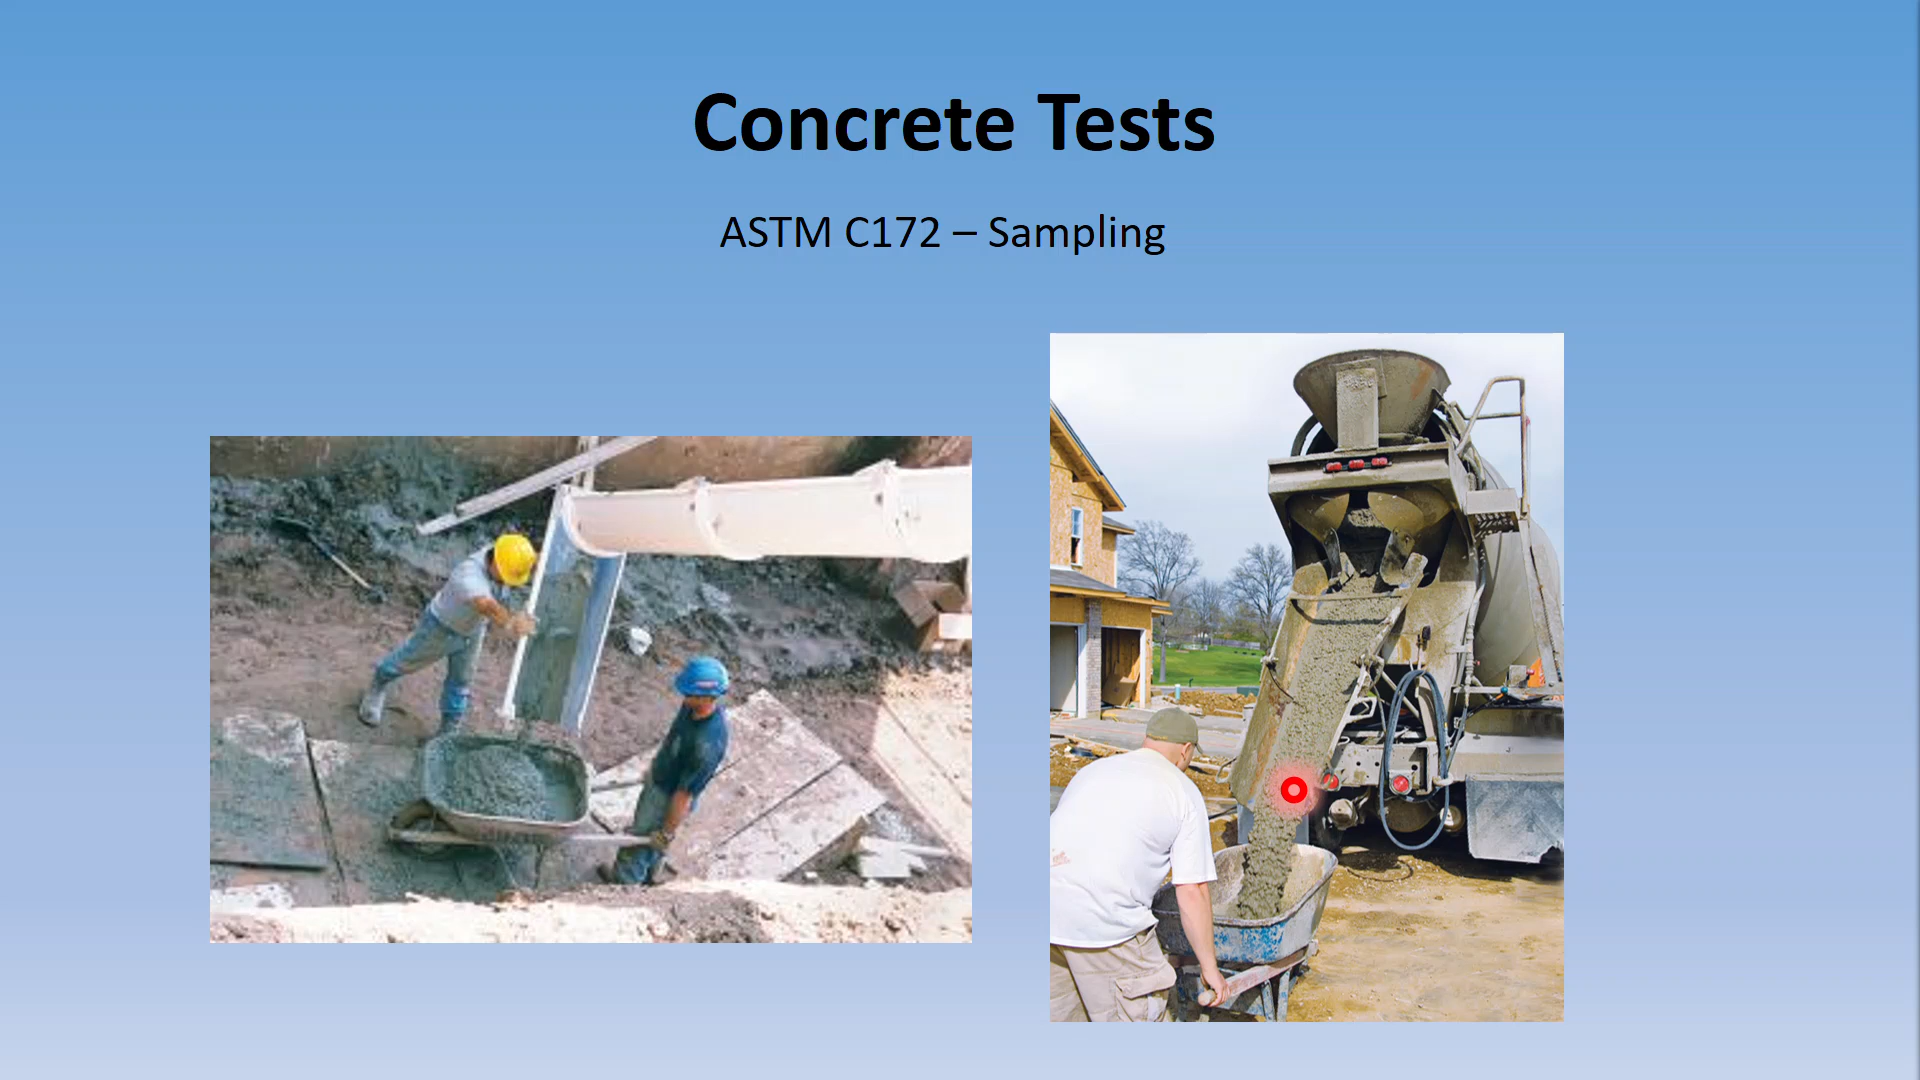 Concrete Tests
ASTM C172 – Sampling